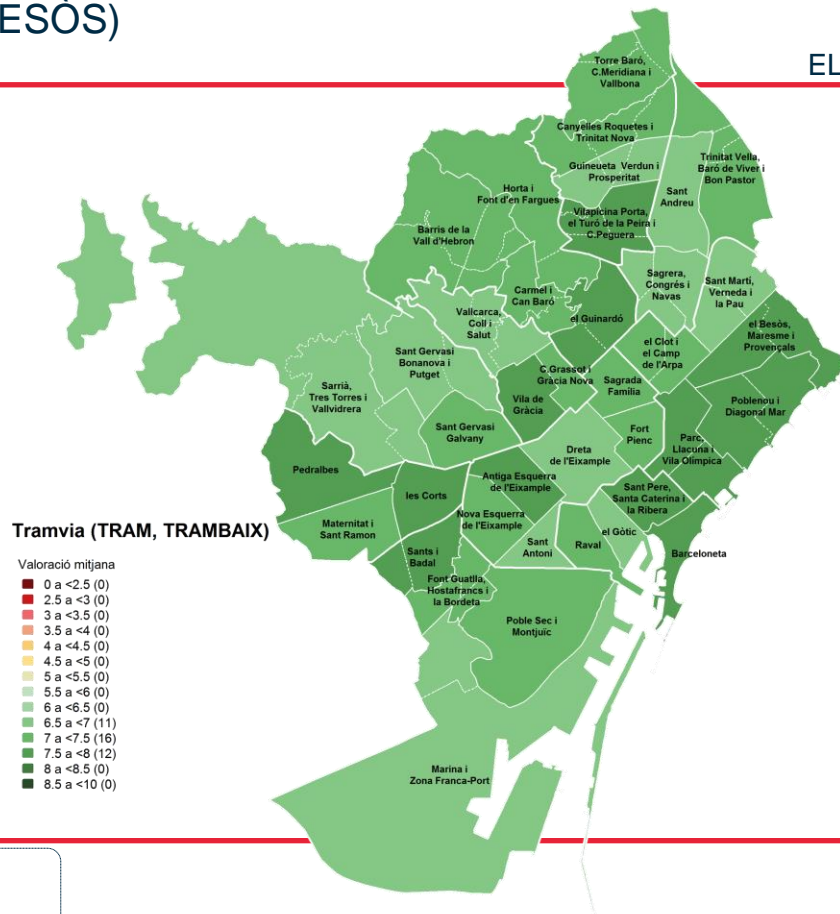 ESÒS)
EL
Torre Baró,
C.Meridiana i
Vallbona
Canyelles Roquetes i
Trinitat Nova
Guineueta Verdun i
Prosperitat
Trinitat Vella,
Baró de Viver i
Bon Pastor
Sant
Andreu
Horta i
Font d'en Fargues
Vilapicina Porta,
el Turó de la Peira i
C.Peguera
Barris de la
Vall d'Hebron
Sagrera,
Congrés i
Navas
Sant Martí,
Verneda i
la Pau
Carmel i
Can Baró
Vallcarca,
Coll i
Salut
el Guinardó
el Besòs,
Maresme i
Provençals
el Clot i
el Camp
de l'Arpa
Sant Gervasi
Bonanova i
Putget
C.Grassot i
Gràcia Nova
Sagrada
Família
Sarrià,
Tres Torres i
Vallvidrera
Vila de
Gràcia
Poblenou i
Diagonal Mar
Sant Gervasi
Galvany
Fort
Pienc
Parc,
Llacuna i
Vila Olímpica
Dreta
de l'Eixample
Pedralbes
les Corts
Antiga Esquerra
de l'Eixample
Sant Pere,
Santa Caterina i
la Ribera
Nova Esquerra
de l'Eixample
Maternitat i
Sant Ramon
el Gòtic
Sant
Antoni
Raval
Barceloneta
Sants i
Badal
Font Guatlla,
Hostafrancs i
la Bordeta
Poble Sec i
Montjuïc
Marina i
Zona Franca-Port
Tramvia (TRAM, TRAMBAIX)
Valoració mitjana
0 a <2.5 (0)
2.5 a <3 (0)
3 a <3.5 (0)
3.5 a <4 (0)
4 a <4.5 (0)
4.5 a <5 (0)
5 a <5.5 (0)
5.5 a <6 (0)
6 a <6.5 (0)
6.5 a <7 (11)
7 a <7.5 (16)
7.5 a <8 (12)
8 a <8.5 (0)
8.5 a <10 (0)